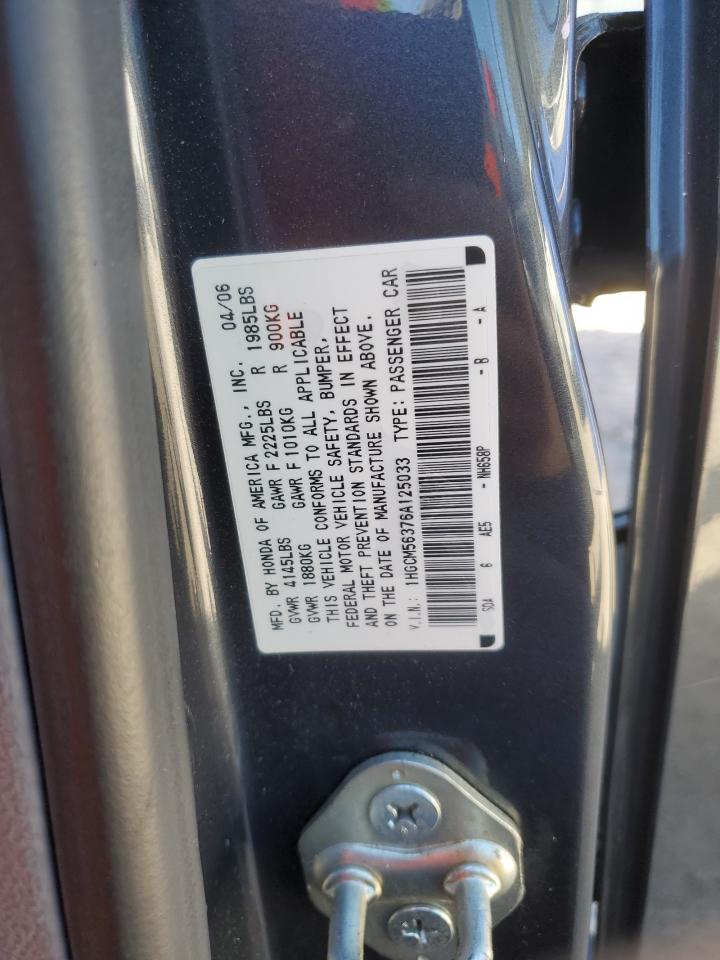 MFD. BY HONDA OF AMERICA MFG., INC. 04/06
GVWR 4145LBS GAWR F 2225LBS R 1985LBS
GVWR 1880KG GAWR F 1010KG R 900KG
THIS VEHICLE CONFORMS TO ALL APPLICABLE
FEDERAL MOTOR VEHICLE SAFETY, BUMPER,
AND THEFT PREVENTION STANDARDS IN EFFECT
ON THE DATE OF MANUFACTURE SHOWN ABOVE.
V.I.N.: 1HGCM56376A125033 TYPE: PASSENGER CAR
SDA 6 AE5 - NH658P - B - A